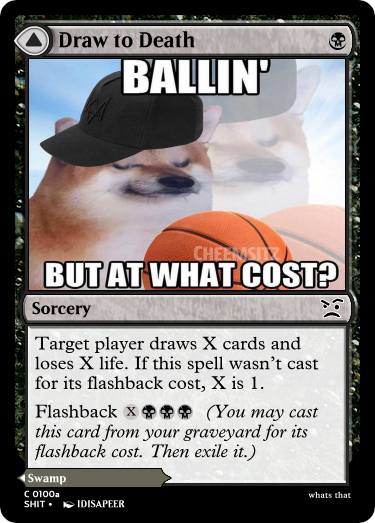 Draw to Death
BALLIN'
CHEEMSITZ
BUT AT WHAT COST?
Sorcery
Target player draws X cards and
loses X life. If this spell wasn't cast
for its flashback cost, X is 1.
Flashback X (You may cast
this card from your graveyard for its
flashback cost. Then exile it.)
Swamp
C 0100a
SHIT • IDISAPEER
whats that